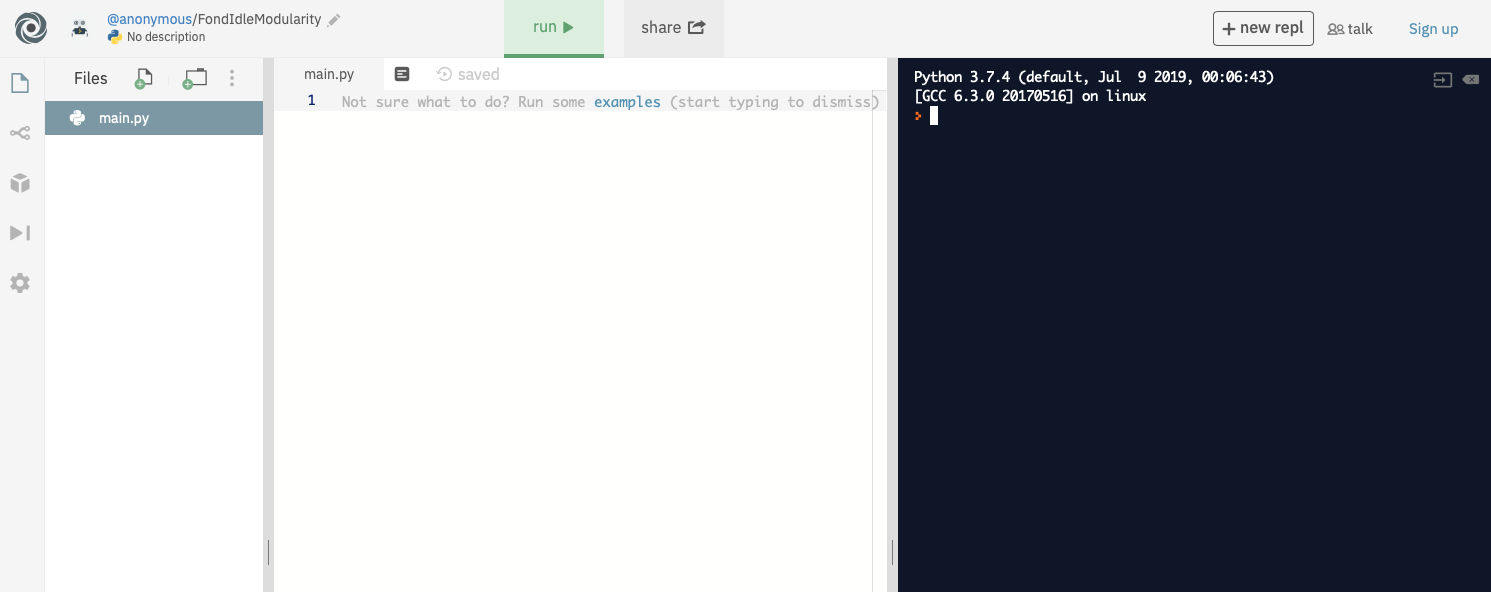 @anonymous/FondIdleModularity
No description
run
share
+ new repl
talk
Sign up
Files
main.py
main.py
saved
1 Not sure what to do? Run some examples (start typing to dismiss)
Python 3.7.4 (default, Jul  9 2019, 00:06:43)
[GCC 6.3.0 20170516] on linux